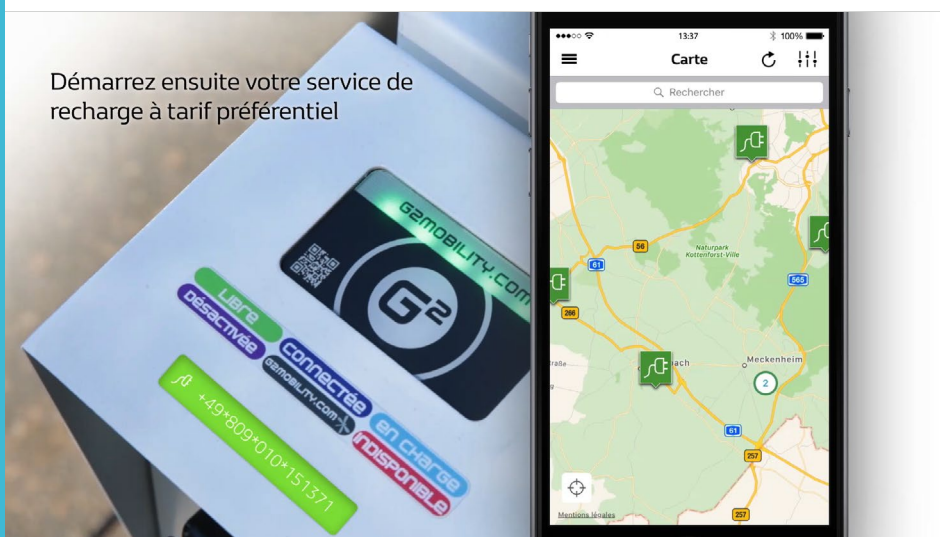 Démarrez ensuite votre service de
recharge à tarif préférentiel
G2MOBILITY.COM
G²
LIBRE
DÉSACTIVÉE
CONNECTÉE
G2MOBILITY.COM
EN CHARGE
INDISPONIBLE
+49*809*010*151371
13:37
100%
Carte
Rechercher
56
Naturpark
Kottenforst-Ville
61
565
266
Meckenheim
2
61
257
257
Mentions légales